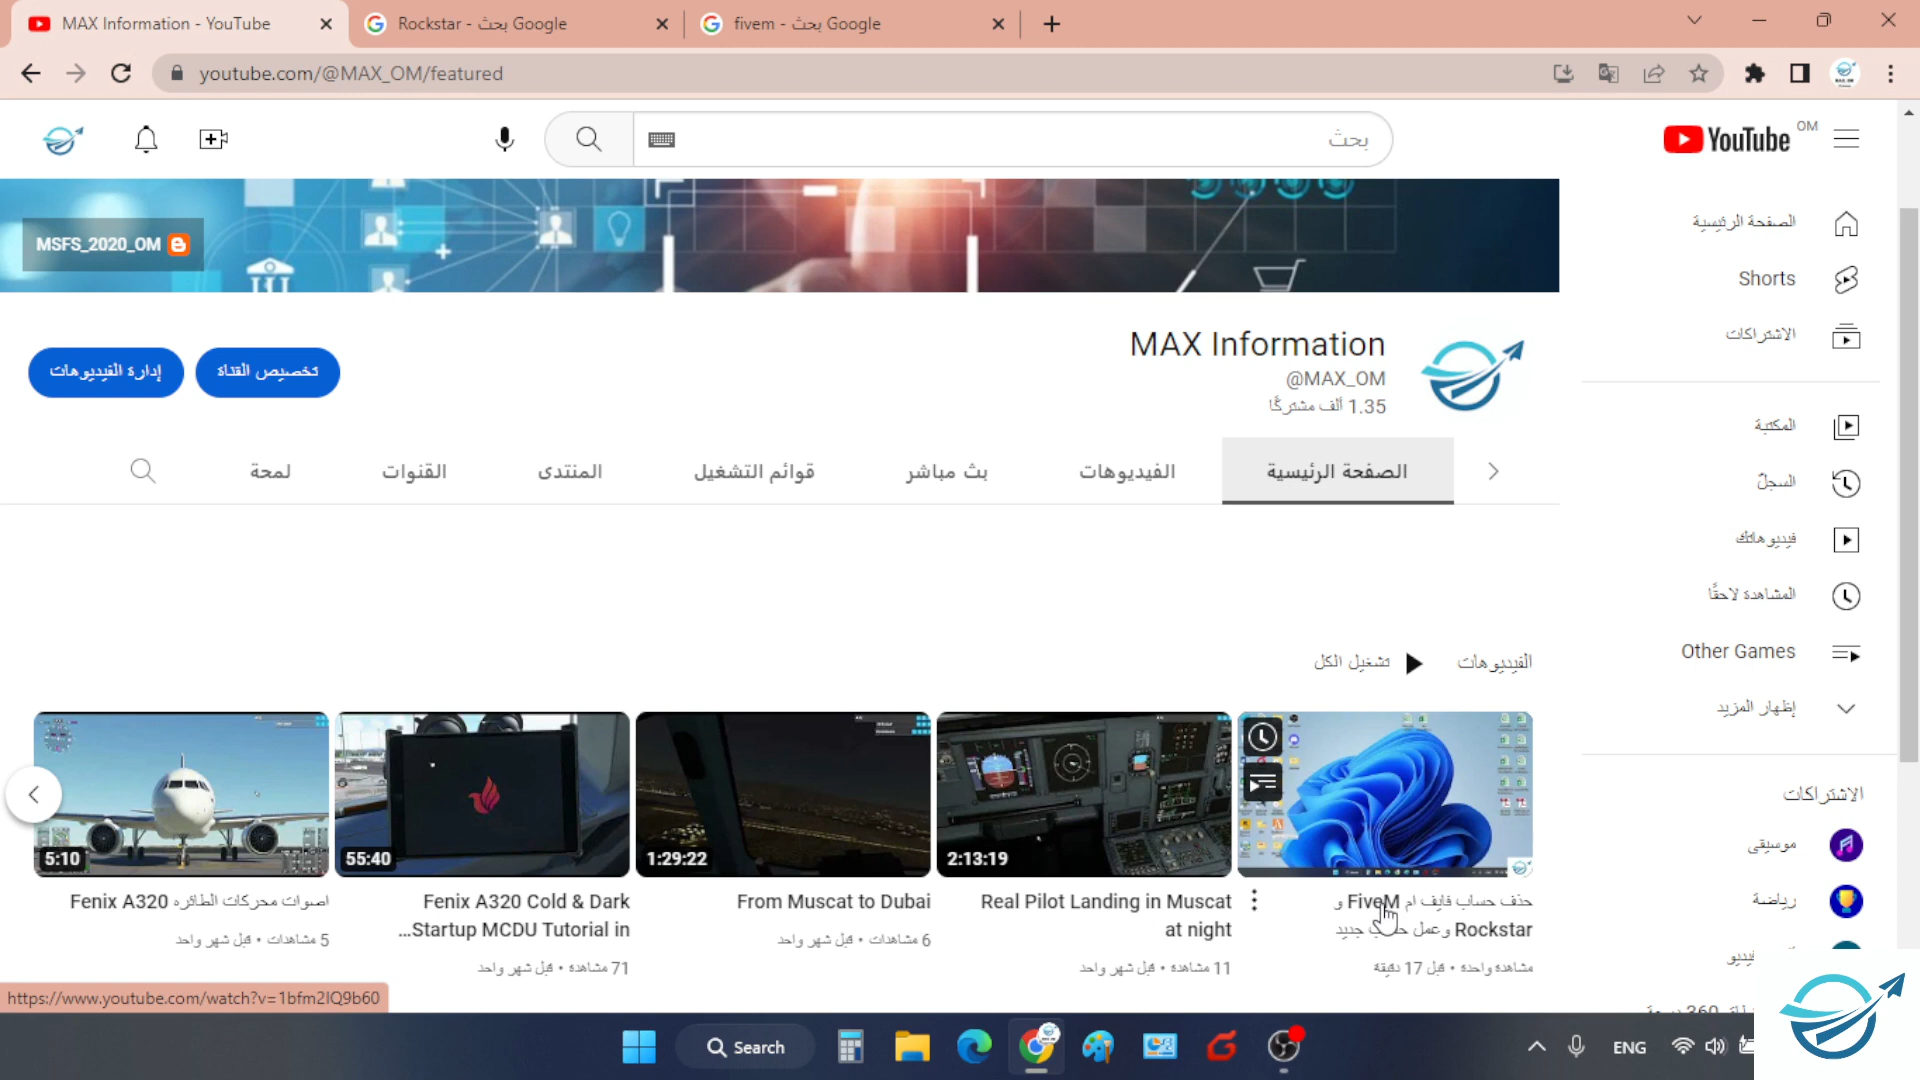 MAX Information - YouTube
Rockstar - بحث Google
fivem - بحث Google
youtube.com/@MAX_OM/featured
بحث
YouTube OM
MSFS_2020_OM
الصفحة الرئيسية
Shorts
الاشتراكات
MAX Information
@MAX_OM
1.35 ألف مشترك
تخصيص القناة
إدارة الفيديوهات
المكتبة
السجل
فيديوهاتك
المشاهدة لاحقًا
Other Games
إظهار المزيد
الصفحة الرئيسية
الفيديوهات
بث مباشر
قوائم التشغيل
المنتدى
القنوات
لمحة
الفيديوهات
تشغيل الكل
الاشتراكات
موسيقى
رياضة
2:13:19
1:29:22
55:40
5:10
حذف حساب فايف ام FiveM و
Rockstar وعمل حساب جديد
مشاهدة واحدة • قبل 17 دقيقة
Real Pilot Landing in Muscat
at night
11 مشاهدة • قبل شهر واحد
From Muscat to Dubai
6 مشاهدات • قبل شهر واحد
Fenix A320 Cold & Dark
Startup MCDU Tutorial in...
71 مشاهدة • قبل شهر واحد
اصوات محركات الطائره Fenix A320
5 مشاهدات • قبل شهر واحد
https://www.youtube.com/watch?v=1bfm2IQ9b60
Search
ENG